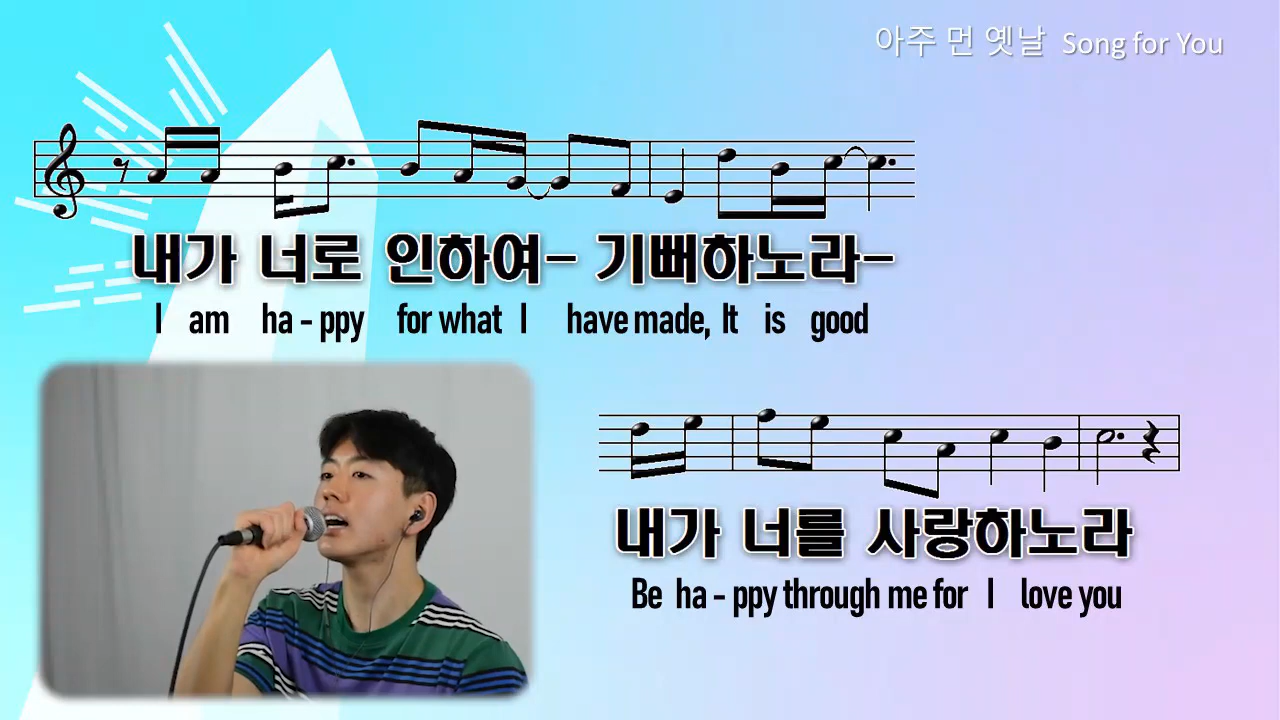 아주 먼 옛날 Song for You
내가 너로 인하여- 기뻐하노라-
I am ha - ppy for what I have made, It is good
내가 너를 사랑하노라
Be ha - ppy through me for I love you